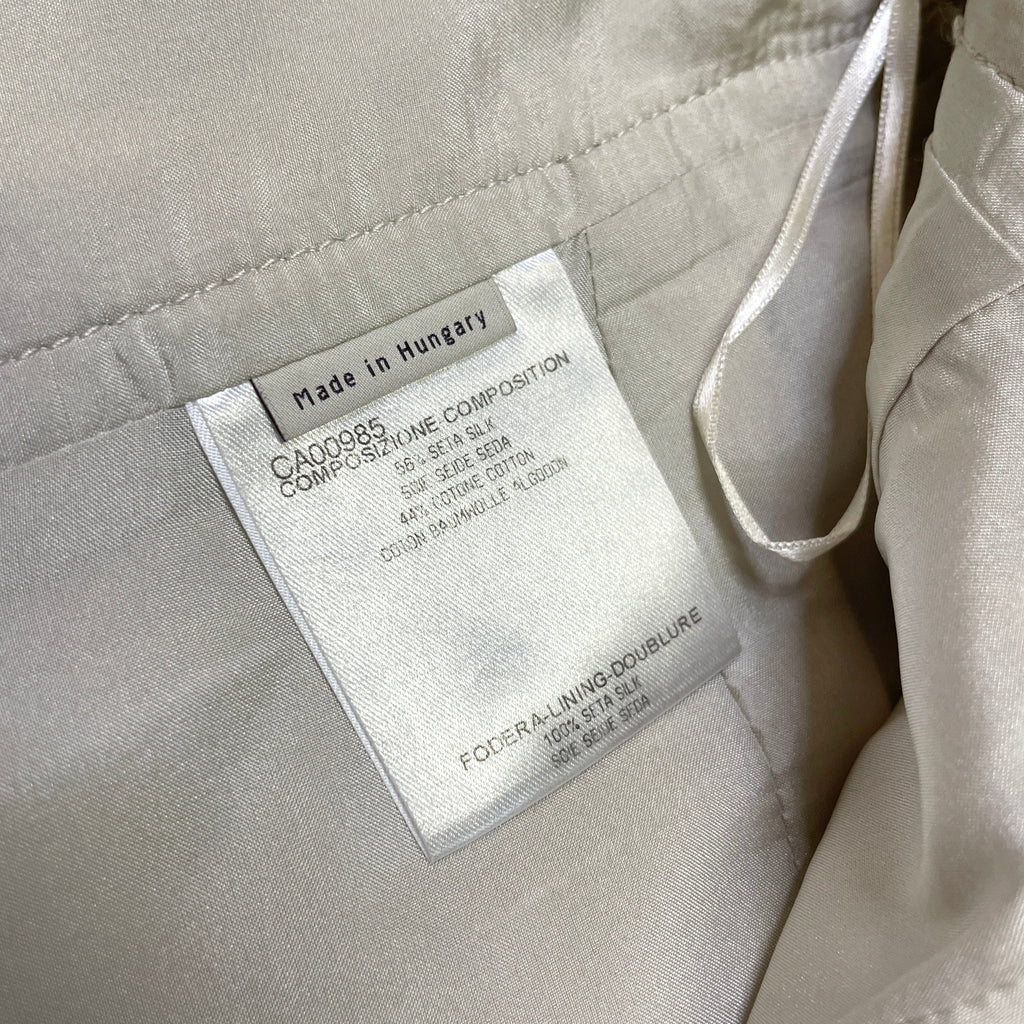 Made in Hungary
CA00985
COMPOSIZIONE COMPOSITION
56% SETA SILK
SOIE SEIDE SEDA
44% COTONE COTTON
COTON BAUMWOLLE ALGODON
FODERA-LINING-DOUBLURE
100% SETA SILK
SOIE SEIDE SEDA